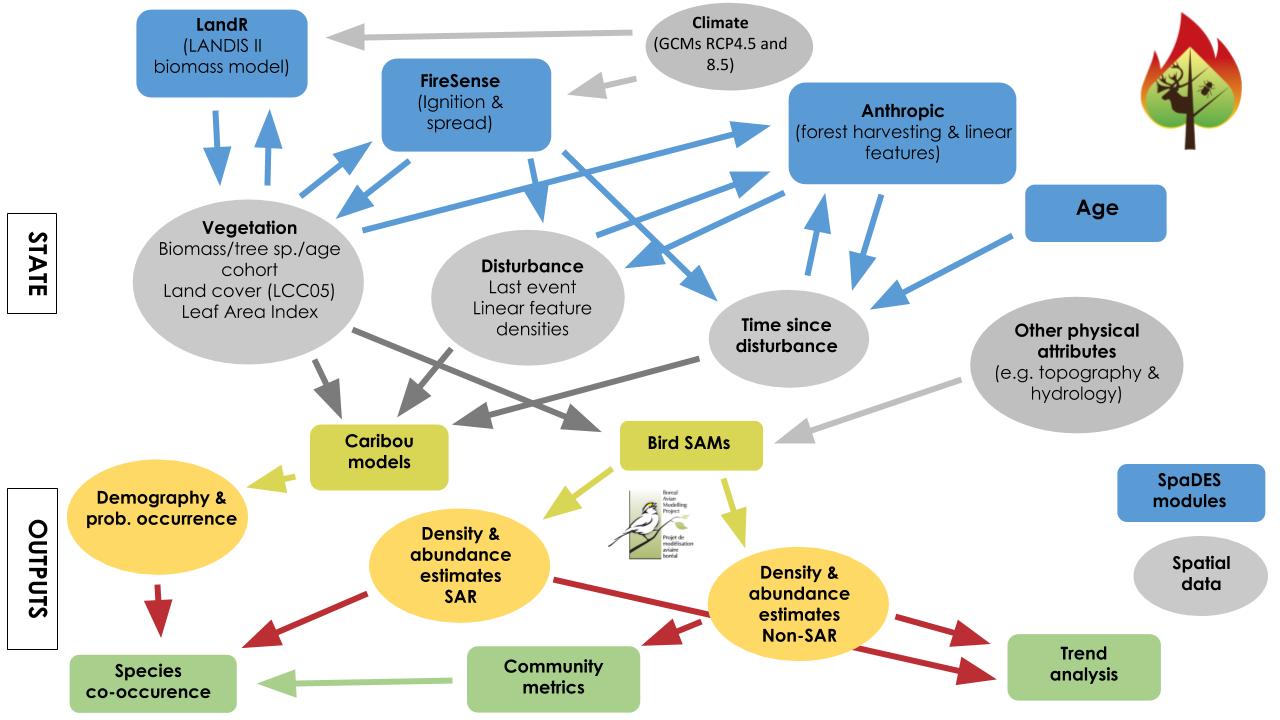 LandR
(LANDIS II
biomass model)
Climate
(GCMs RCP4.5 and
8.5)
FireSense
(Ignition &
spread)
Anthropic
(forest harvesting & linear
features)
Age
STATE
Vegetation
Biomass/tree sp./age
cohort
Land cover (LCC05)
Leaf Area Index
Disturbance
Last event
Linear feature
densities
Time since
disturbance
Other physical
attributes
(e.g. topography &
hydrology)
Caribou
models
Bird SAMs
OUTPUTS
Demography &
prob. occurrence
Density &
abundance
estimates
SAR
Boreal
Avian
Modelling
Project
Projet de
modélisation
aviaire
boréal
Density &
abundance
estimates
Non-SAR
SpaDES
modules
Spatial
data
Species
co-occurence
Community
metrics
Trend
analysis